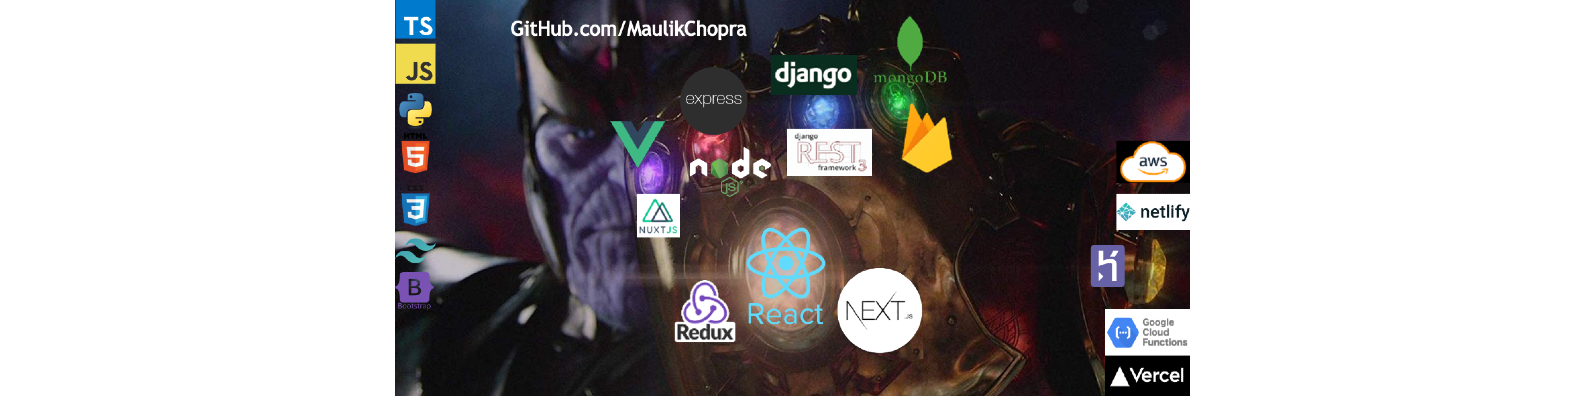 TS
GitHub.com/MaulikChopra
JS
HTML
5
3
B
Bootstrap
express
django
mongoDB
node
JS
django
REST
framework 3
NUXTJS
Redux
React
NEXT.JS
aws
netlify
Google
Cloud
Functions
Vercel